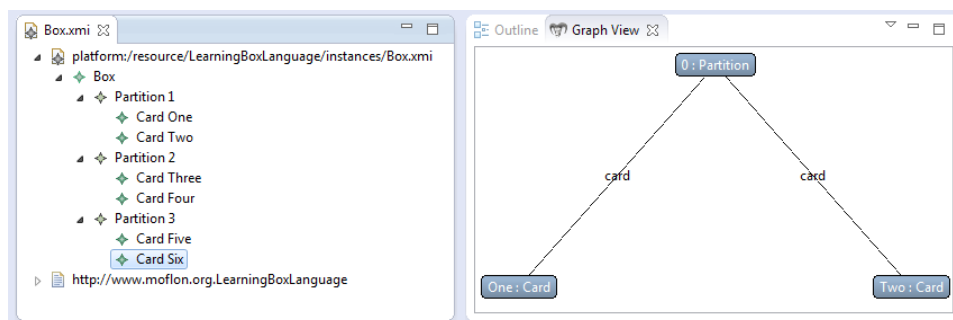 Box.xmi
platform:/resource/LearningBoxLanguage/instances/Box.xmi
Box
Partition 1
Card One
Card Two
Partition 2
Card Three
Card Four
Partition 3
Card Five
Card Six
http://www.moflon.org.LearningBoxLanguage
Outline Graph View
0 : Partition
card card
One : Card Two : Card